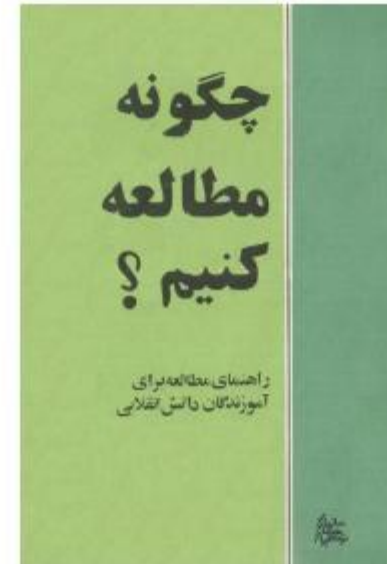 چگونه
مطالعه
کنیم ؟
راهنمای مطالعه برای
آموزندگان دانش انقلابی